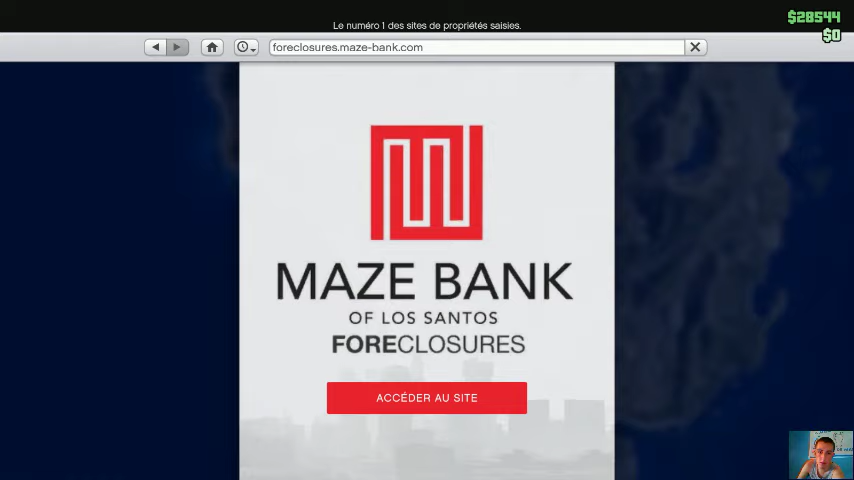 Le numéro 1 des sites de propriétés saisies.
$28544
$0
foreclosures.maze-bank.com
MAZE BANK
OF LOS SANTOS
FORECLOSURES
ACCÉDER AU SITE